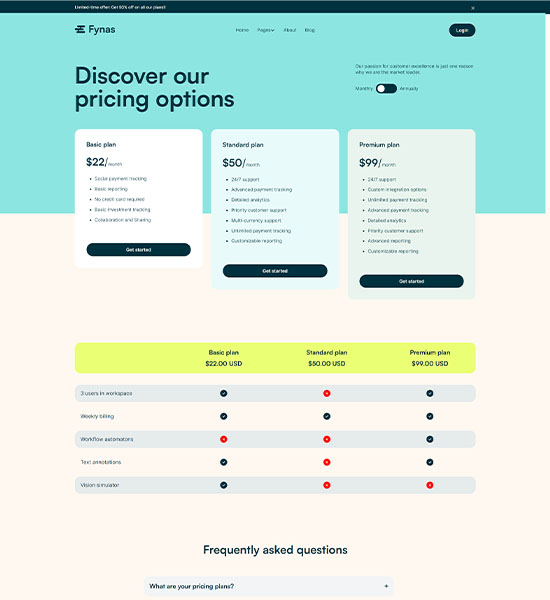 Limited-time offer: Get 50% off on all our plans!
Fynas
Home Pages About Blog
Login
Discover our
pricing options
Our passion for customer excellence is just one reason
why we are the market leader.
Monthly Annually
Basic plan
$22/month
Social payment tracking
Basic reporting
No credit card required
Basic investment tracking
Collaboration and Sharing
Get started
Standard plan
$50/month
24/7 support
Advanced payment tracking
Detailed analytics
Priority customer support
Multi-currency support
Unlimited payment tracking
Customizable reporting
Get started
Premium plan
$99/month
24/7 support
Custom integration options
Unlimited payment tracking
Advanced payment tracking
Detailed analytics
Priority customer support
Advanced reporting
Customizable reporting
Get started
Basic plan Standard plan Premium plan
$22.00 USD $50.00 USD $99.00 USD
3 users in workspace
Weekly billing
Workflow automatons
Text annotations
Vision simulator
Frequently asked questions
What are your pricing plans? +